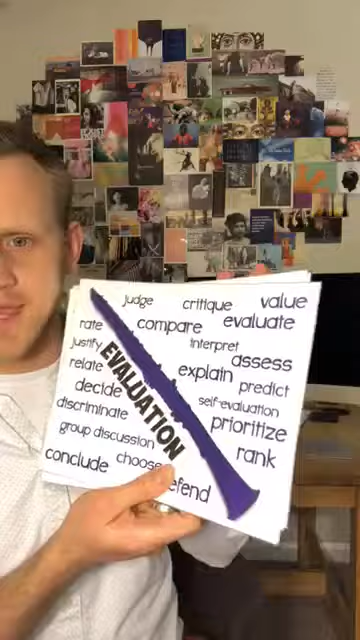 judge critique value
rate compare evaluate
justify interpret
relate explain assess
decide predict
discriminate self-evaluation
group discussion prioritize
conclude choose rank
efend
EVALUATION